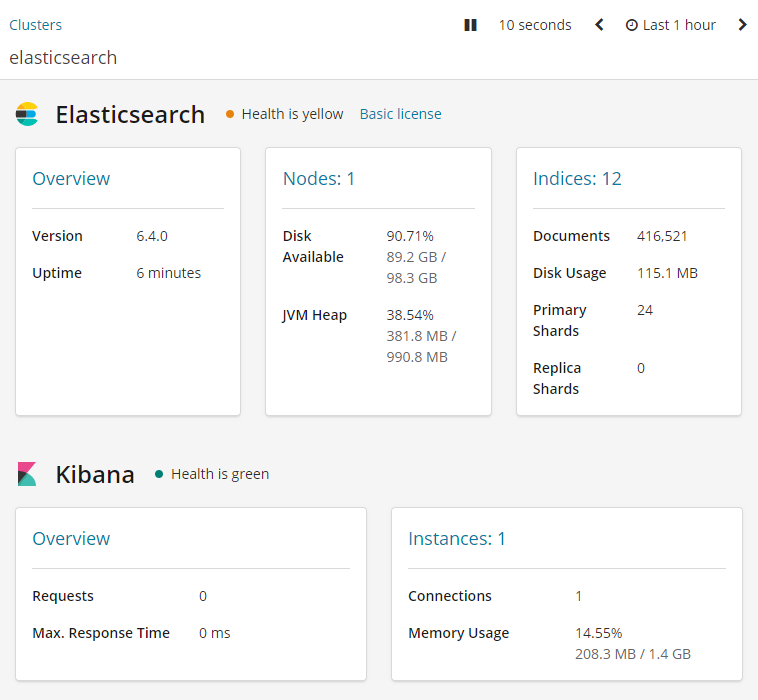 Clusters
10 seconds
Last 1 hour
elasticsearch
Elasticsearch
Health is yellow
Basic license
Overview
Version 6.4.0
Uptime 6 minutes
Nodes: 1
Disk Available 90.71%
89.2 GB /
98.3 GB
JVM Heap 38.54%
381.8 MB /
990.8 MB
Indices: 12
Documents 416,521
Disk Usage 115.1 MB
Primary Shards 24
Replica Shards 0
Kibana
Health is green
Overview
Requests 0
Max. Response Time 0 ms
Instances: 1
Connections 1
Memory Usage 14.55%
208.3 MB / 1.4 GB